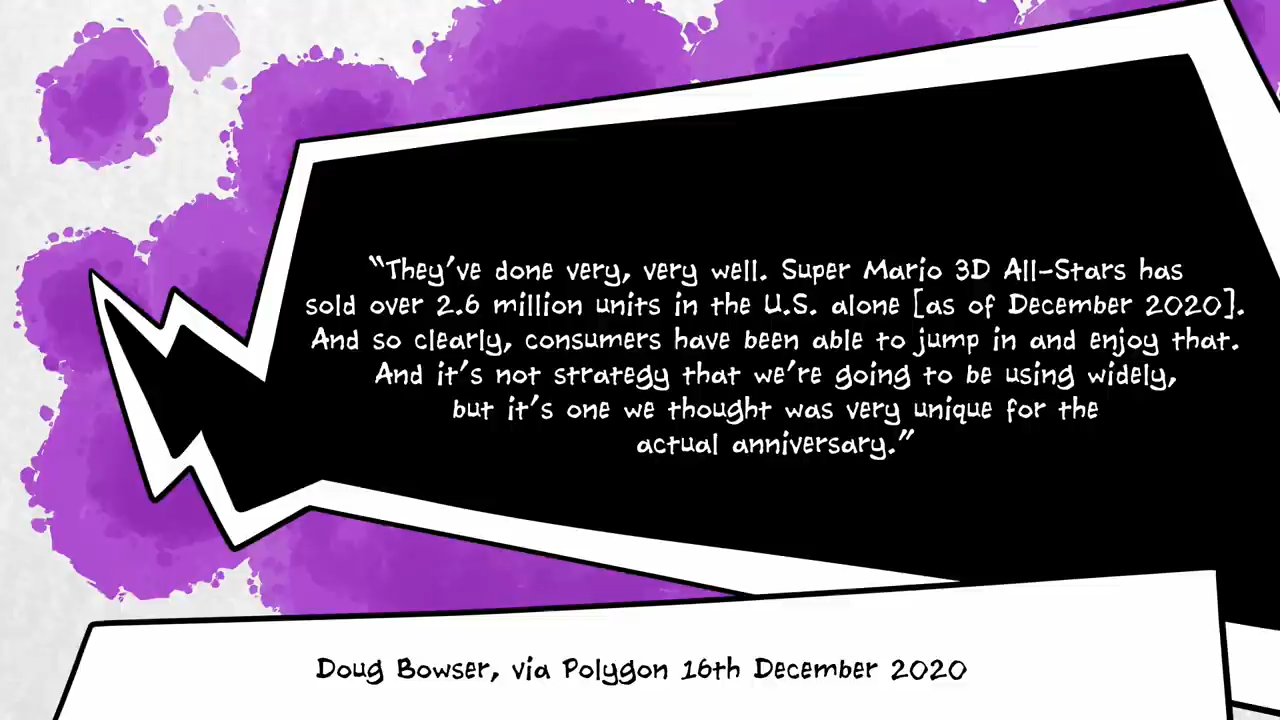 “They’ve done very, very well. Super Mario 3D All-Stars has
sold over 2.6 million units in the U.S. alone [as of December 2020].
And so clearly, consumers have been able to jump in and enjoy that.
And it’s not strategy that we’re going to be using widely,
but it’s one we thought was very unique for the
actual anniversary.”
Doug Bowser, via Polygon 16th December 2020